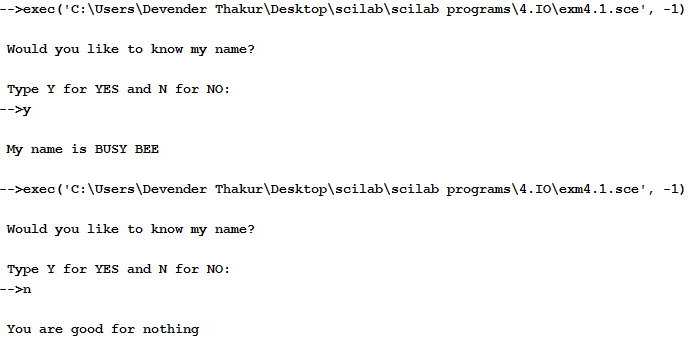 -->exec('C:\Users\Devender Thakur\Desktop\scilab\scilab programs\4.IO\exm4.1.sce', -1)
Would you like to know my name?
Type Y for YES and N for NO:
-->y
My name is BUSY BEE
-->exec('C:\Users\Devender Thakur\Desktop\scilab\scilab programs\4.IO\exm4.1.sce', -1)
Would you like to know my name?
Type Y for YES and N for NO:
-->n
You are good for nothing